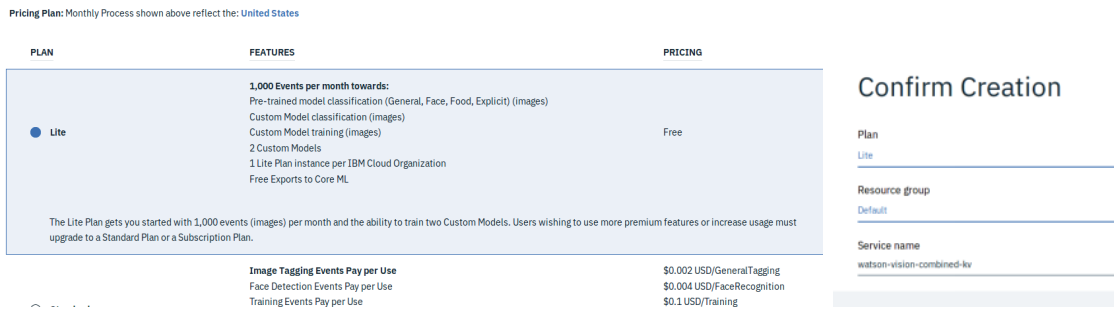 Pricing Plan: Monthly Process shown above reflect the: United States
PLAN FEATURES PRICING
1,000 Events per month towards:
Pre-trained model classification (General, Face, Food, Explicit) (images)
Custom Model classification (images)
Lite Custom Model training (images) Free
2 Custom Models
1 Lite Plan instance per IBM Cloud Organization
Free Exports to Core ML
The Lite Plan gets you started with 1,000 events (images) per month and the ability to train two Custom Models. Users wishing to use more premium features or increase usage must
upgrade to a Standard Plan or a Subscription Plan.
Image Tagging Events Pay per Use $0.002 USD/GeneralTagging
Face Detection Events Pay per Use $0.004 USD/FaceRecognition
Training Events Pay per Use $0.1 USD/Training
Confirm Creation
Plan
Lite
Resource group
Default
Service name
watson-vision-combined-kv